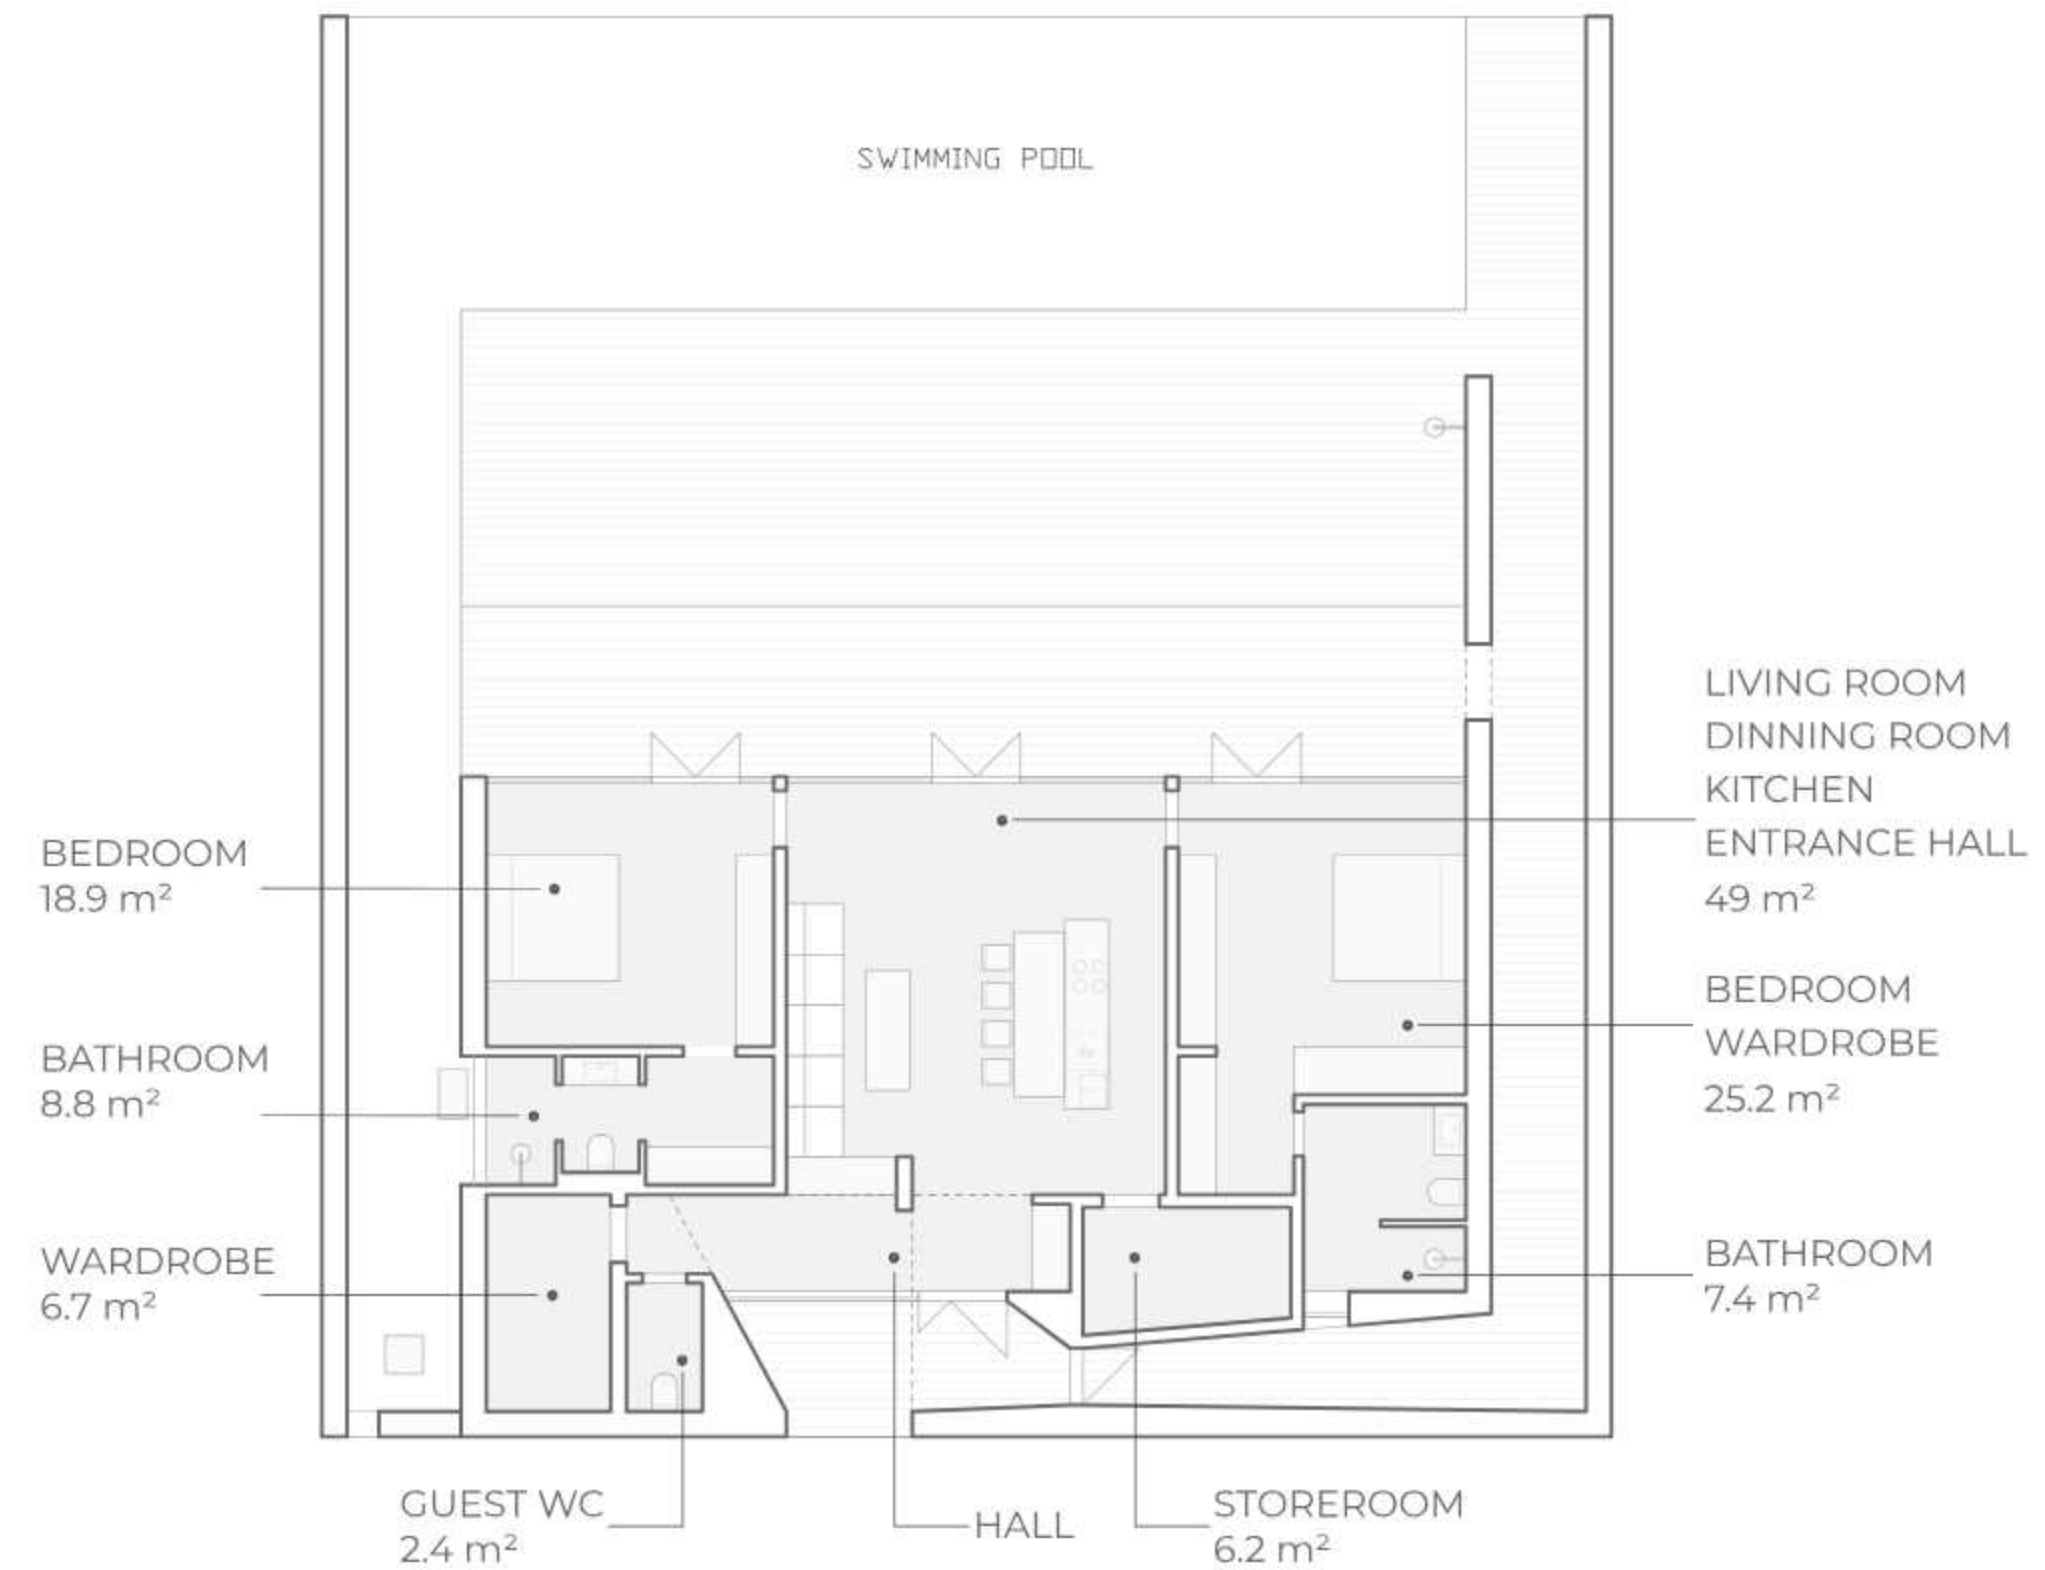 SWIMMING POOL
LIVING ROOM
DINNING ROOM
KITCHEN
ENTRANCE HALL
49 m²
BEDROOM
18.9 m²
BEDROOM
WARDROBE
25.2 m²
BATHROOM
8.8 m²
WARDROBE
6.7 m²
BATHROOM
7.4 m²
GUEST WC
2.4 m²
HALL
STOREROOM
6.2 m²